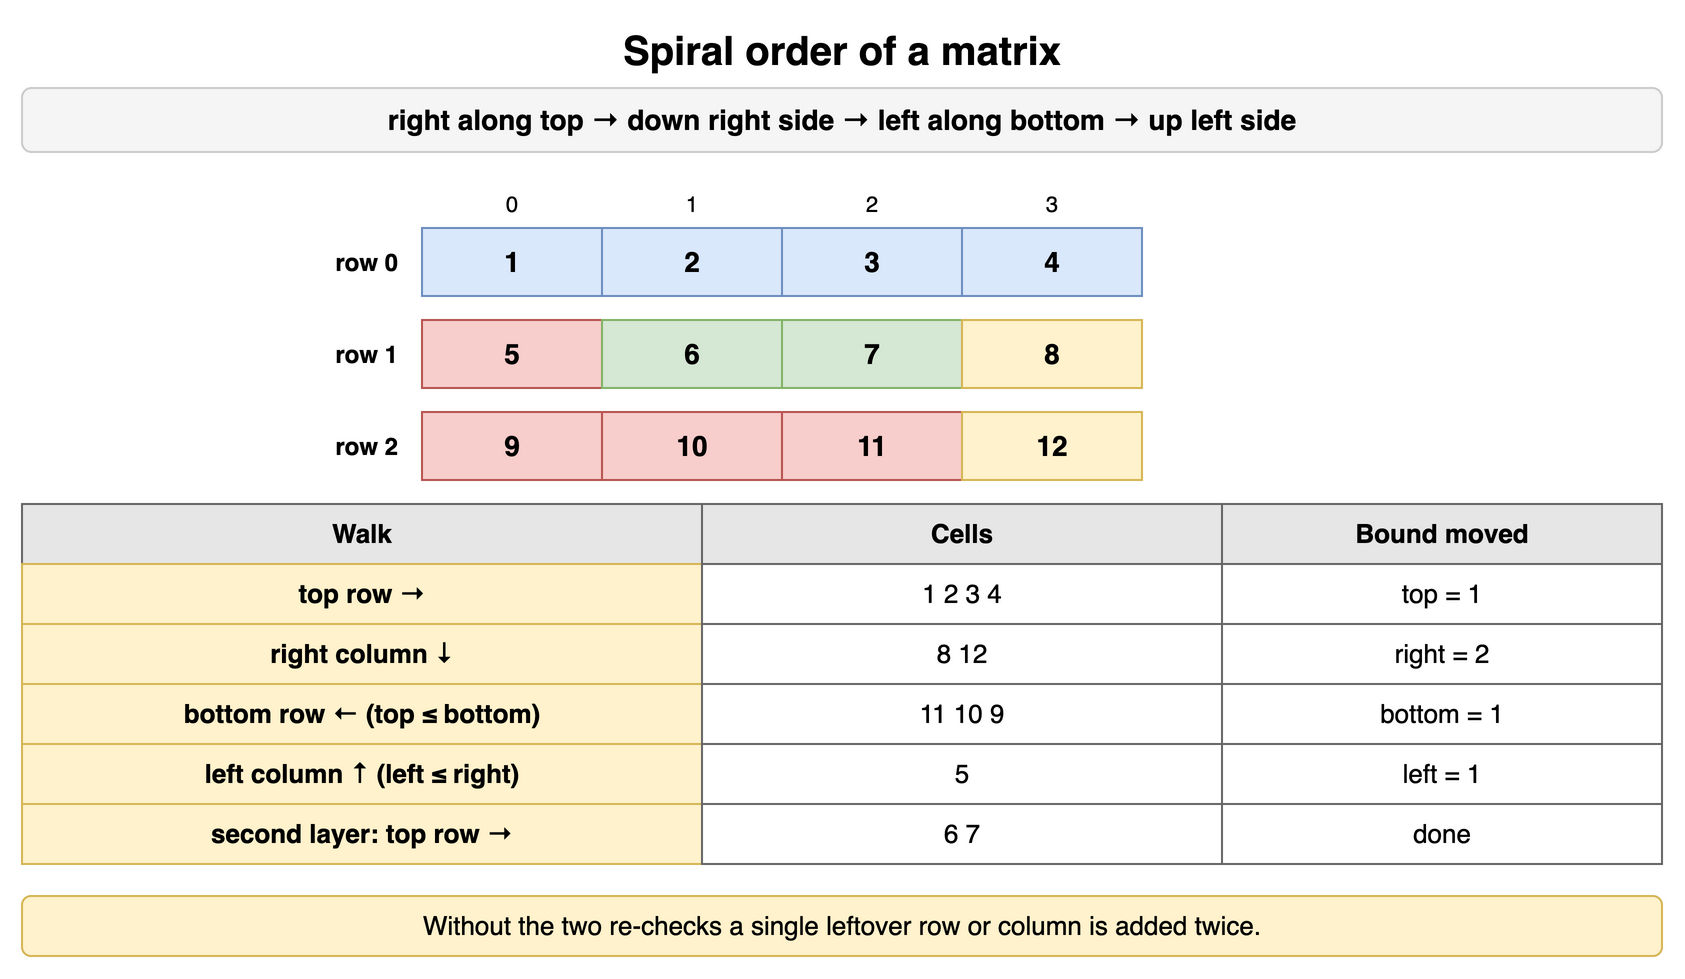 Spiral order of a matrix
right along top → down right side → left along bottom → up left side
0 1 2 3
row 0 1 2 3 4
row 1 5 6 7 8
row 2 9 10 11 12
Walk Cells Bound moved
top row → 1 2 3 4 top = 1
right column ↓ 8 12 right = 2
bottom row ← (top ≤ bottom) 11 10 9 bottom = 1
left column ↑ (left ≤ right) 5 left = 1
second layer: top row → 6 7 done
Without the two re-checks a single leftover row or column is added twice.